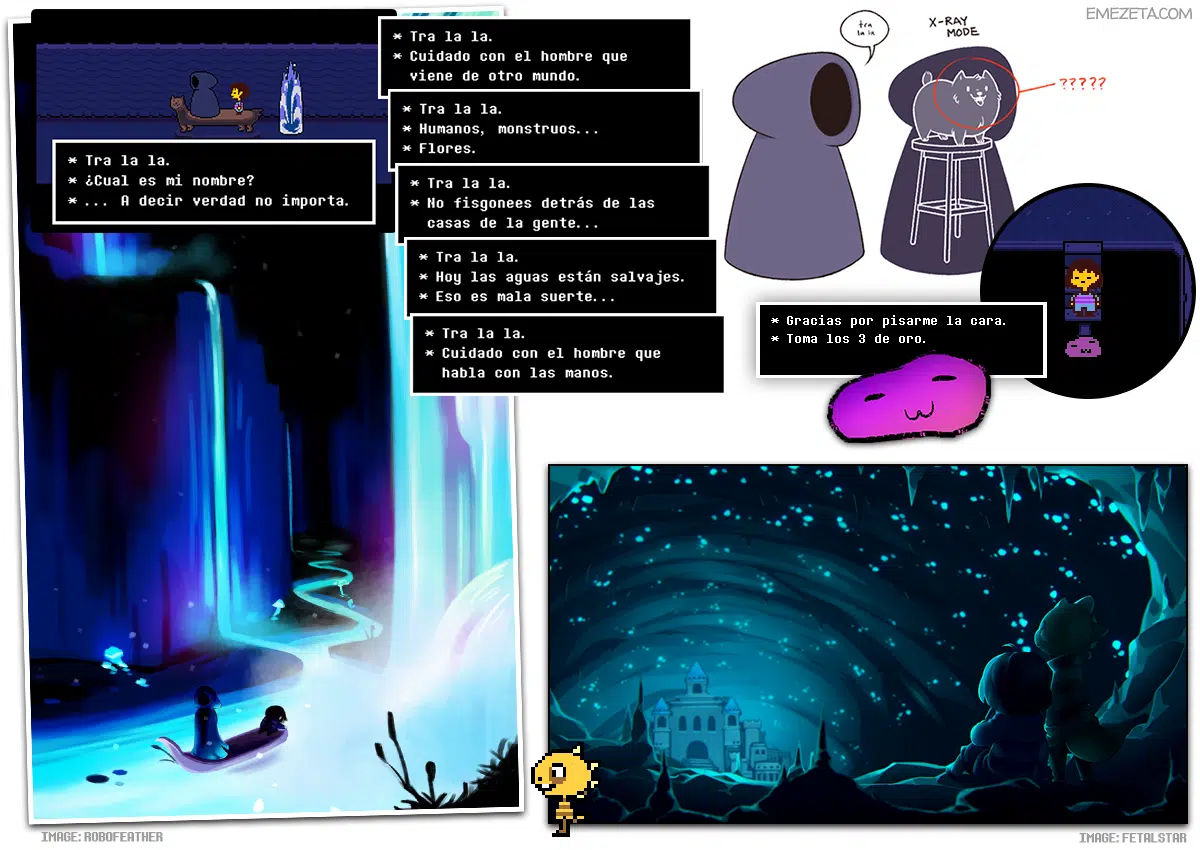 EMEZETA.COM
* Tra la la.
* ¿Cual es mi nombre?
* ... A decir verdad no importa.
* Tra la la.
* Cuidado con el hombre que
viene de otro mundo.
* Tra la la.
* Humanos, monstruos...
* Flores.
* Tra la la.
* No fisgonees detrás de las
casas de la gente...
* Tra la la.
* Hoy las aguas están salvajes.
* Eso es mala suerte...
* Tra la la.
* Cuidado con el hombre que
habla con las manos.
tra
la la
X-RAY
MODE
?????
* Gracias por pisarme la cara.
* Toma los 3 de oro.
IMAGE: ROBOFEATHER
IMAGE: FETALSTAR